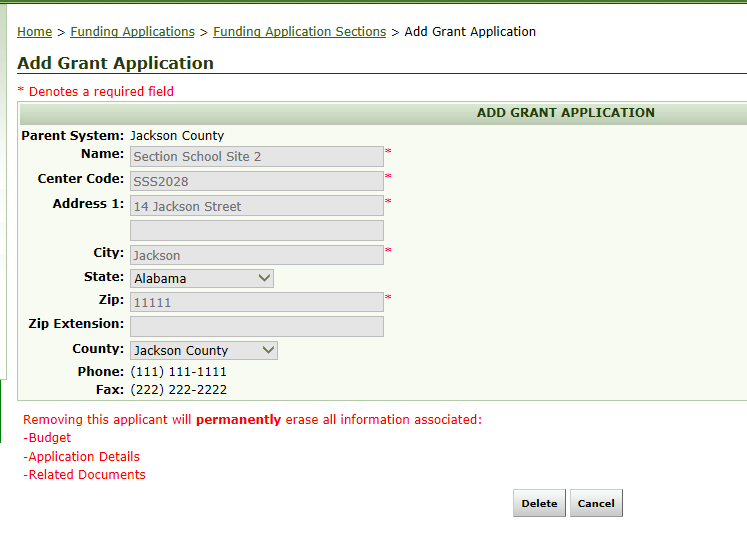 Home > Funding Applications > Funding Application Sections > Add Grant Application
Add Grant Application
* Denotes a required field
ADD GRANT APPLICATION
Parent System: Jackson County
Name: Section School Site 2 *
Center Code: SSS2028 *
Address 1: 14 Jackson Street *
City: Jackson *
State: Alabama
Zip: 11111 *
Zip Extension:
County: Jackson County
Phone: (111) 111-1111
Fax: (222) 222-2222
Removing this applicant will permanently erase all information associated:
-Budget
-Application Details
-Related Documents
Delete Cancel